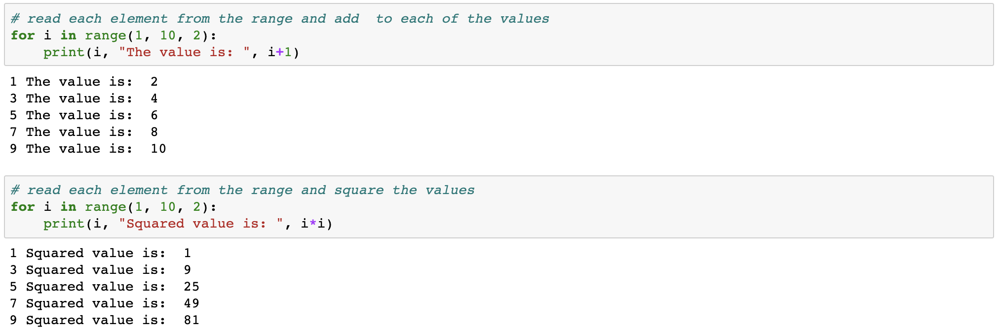 # read each element from the range and add  to each of the values
for i in range(1, 10, 2):
    print(i, "The value is: ", i+1)
1 The value is:  2
3 The value is:  4
5 The value is:  6
7 The value is:  8
9 The value is:  10
# read each element from the range and square the values
for i in range(1, 10, 2):
    print(i, "Squared value is: ", i*i)
1 Squared value is:  1
3 Squared value is:  9
5 Squared value is:  25
7 Squared value is:  49
9 Squared value is:  81